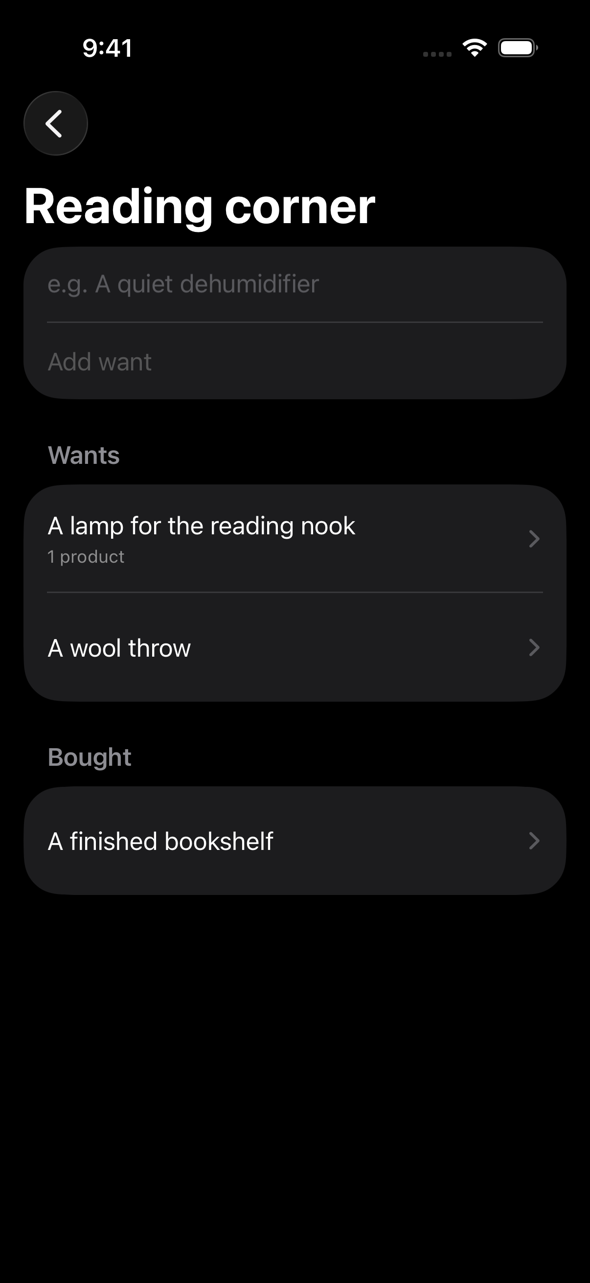 9:41
Reading corner
e.g. A quiet dehumidifier
Add want
Wants
A lamp for the reading nook
1 product
A wool throw
Bought
A finished bookshelf